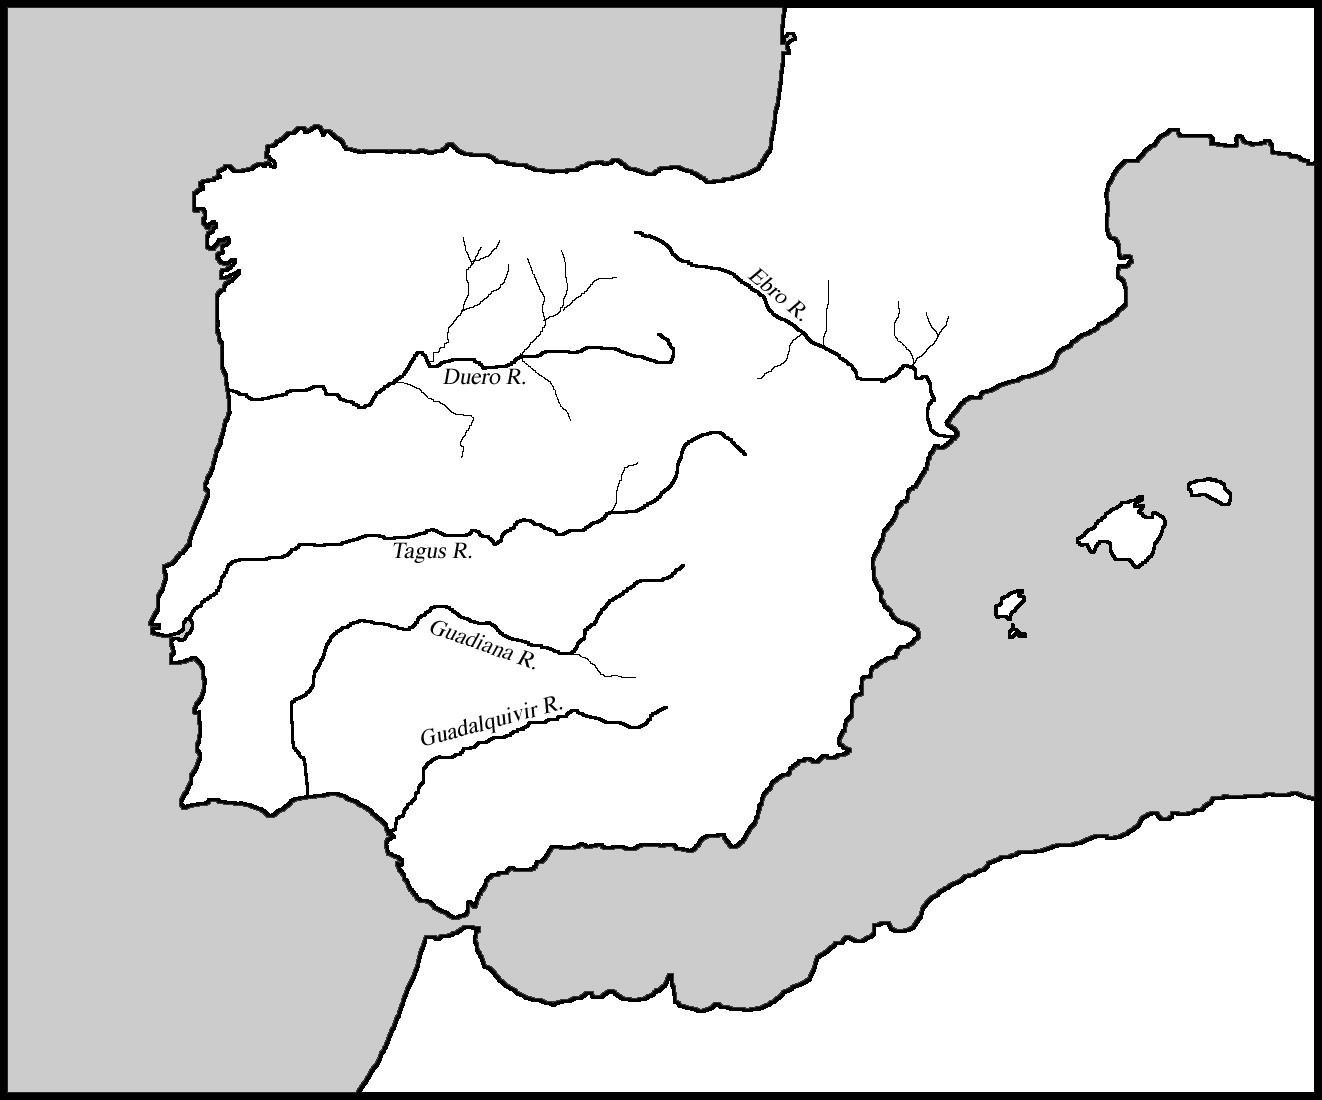 Ebro R.
Duero R.
Tagus R.
Guadiana R.
Guadalquivir R.